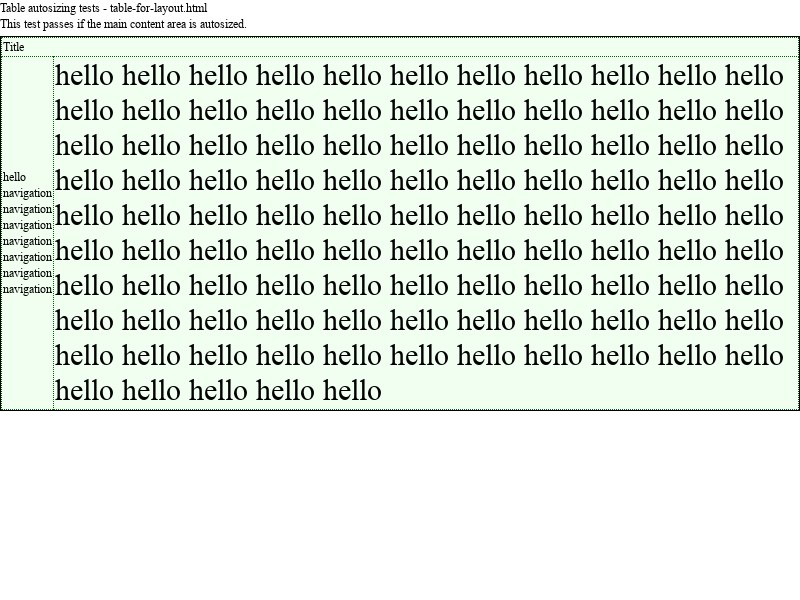 Table autosizing tests - table-for-layout.html
This test passes if the main content area is autosized.
Title
hello
navigation
navigation
navigation
navigation
navigation
navigation
navigation
hello hello hello hello hello hello hello hello hello hello hello
hello hello hello hello hello hello hello hello hello hello hello
hello hello hello hello hello hello hello hello hello hello hello
hello hello hello hello hello hello hello hello hello hello hello
hello hello hello hello hello hello hello hello hello hello hello
hello hello hello hello hello hello hello hello hello hello hello
hello hello hello hello hello hello hello hello hello hello hello
hello hello hello hello hello hello hello hello hello hello hello
hello hello hello hello hello hello hello hello hello hello hello
hello hello hello hello hello